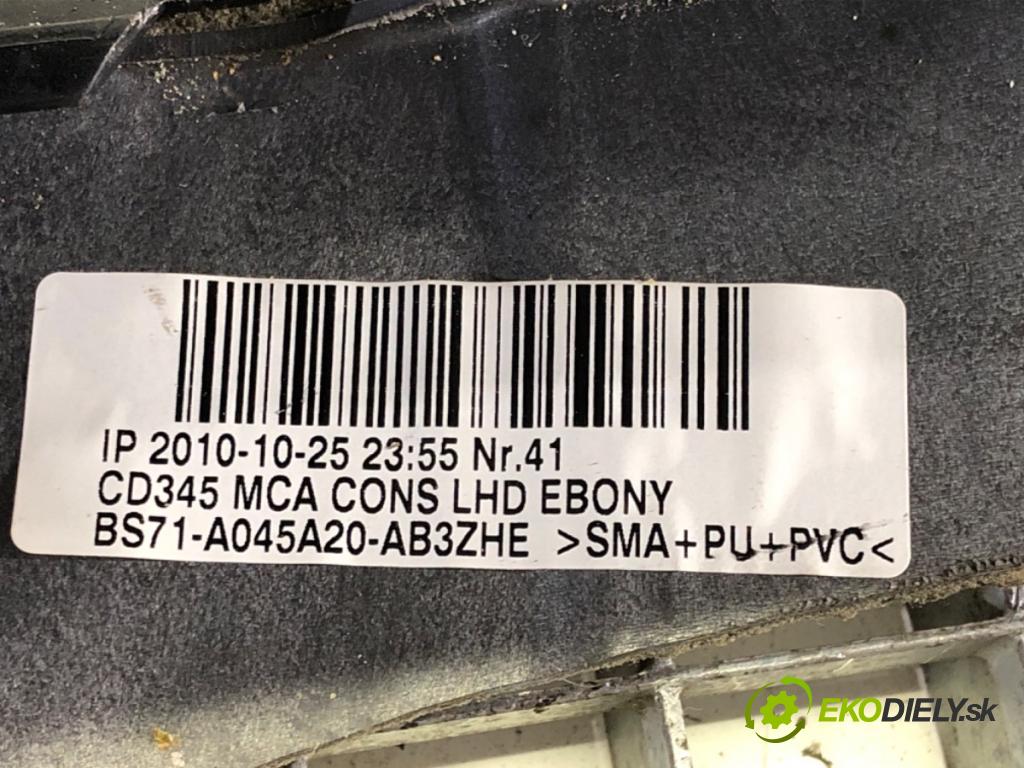 IP 2010-10-25 23:55 Nr.41
CD345 MCA CONS LHD EBONY
BS71-A045A20-AB3ZHE >SMA+PU+PVC<
EKODIELY.sk